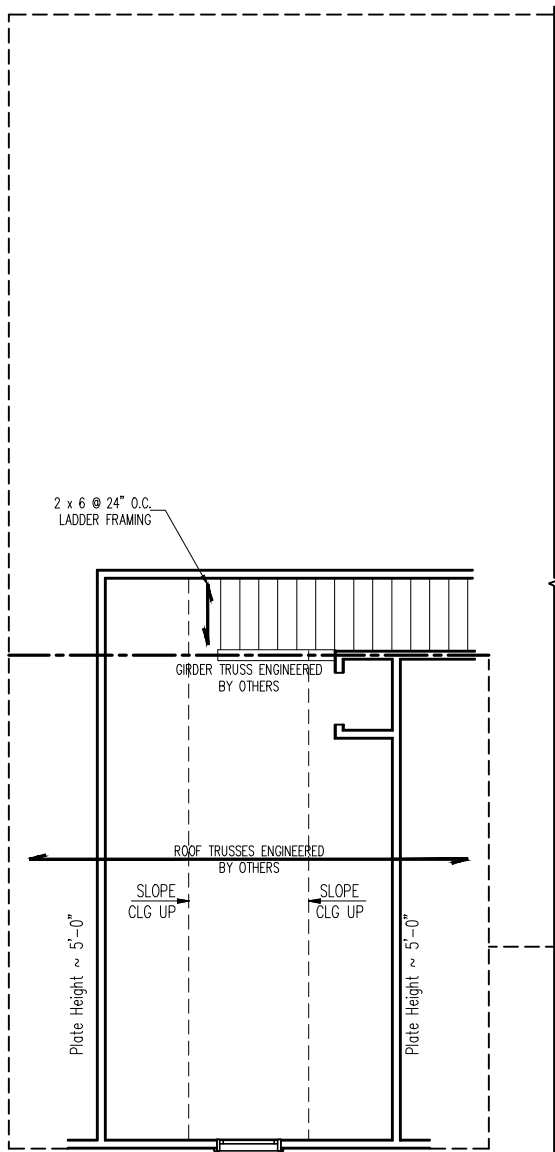 2 x 6 @ 24" O.C.
LADDER FRAMING
GIRDER TRUSS ENGINEERED
BY OTHERS
ROOF TRUSSES ENGINEERED
BY OTHERS
SLOPE
CLG UP
SLOPE
CLG UP
Plate Height ~ 5'-0"
Plate Height ~ 5'-0"